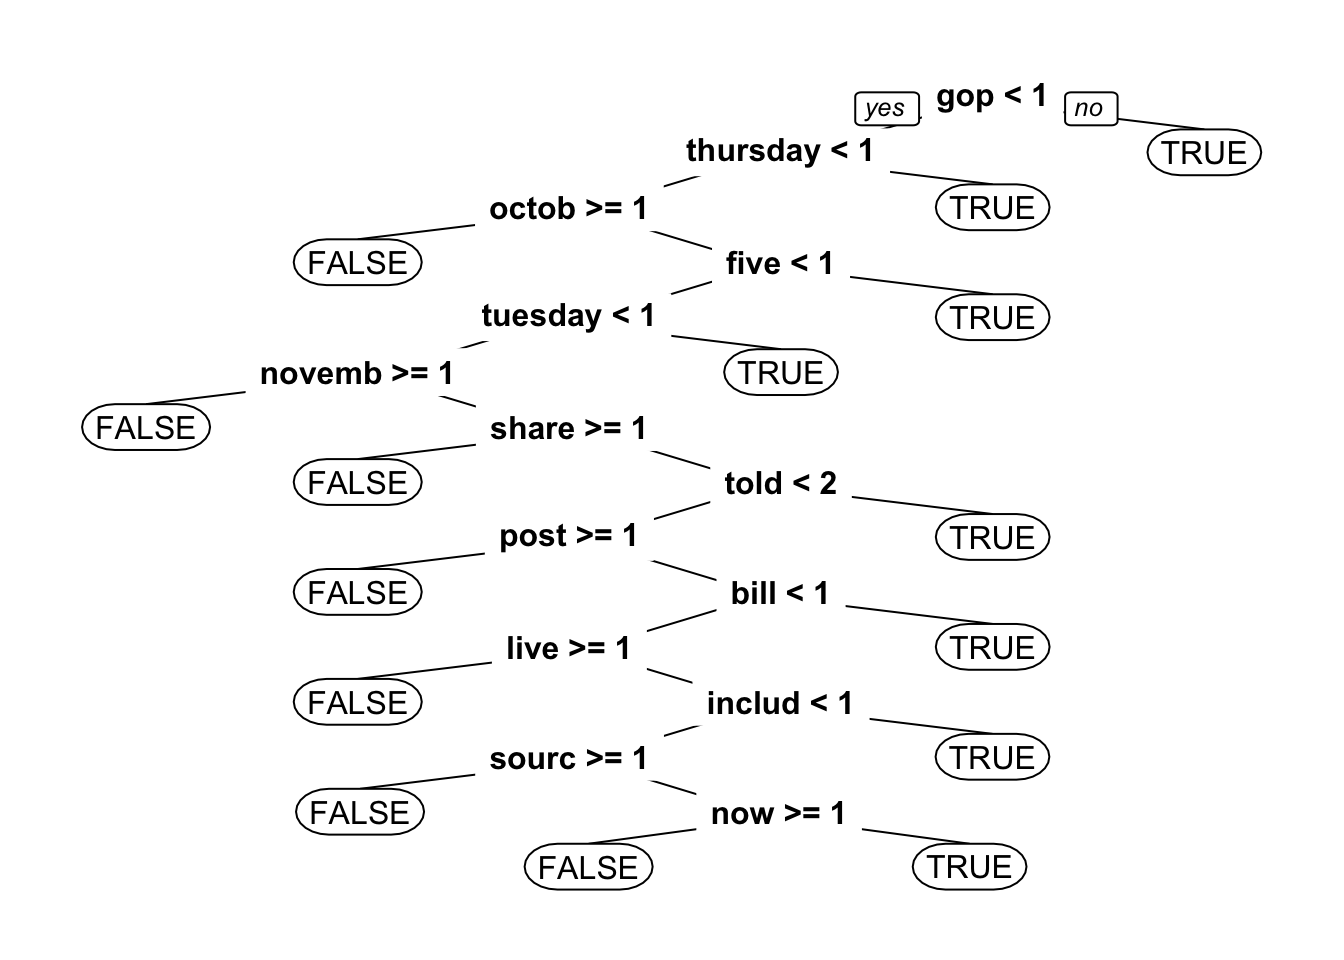 yes gop < 1 no
thursday < 1 TRUE
octob >= 1 TRUE
FALSE five < 1
tuesday < 1 TRUE
novemb >= 1 TRUE
FALSE share >= 1
FALSE told < 2
post >= 1 TRUE
FALSE bill < 1
live >= 1 TRUE
FALSE includ < 1
sourc >= 1 TRUE
FALSE now >= 1
FALSE TRUE